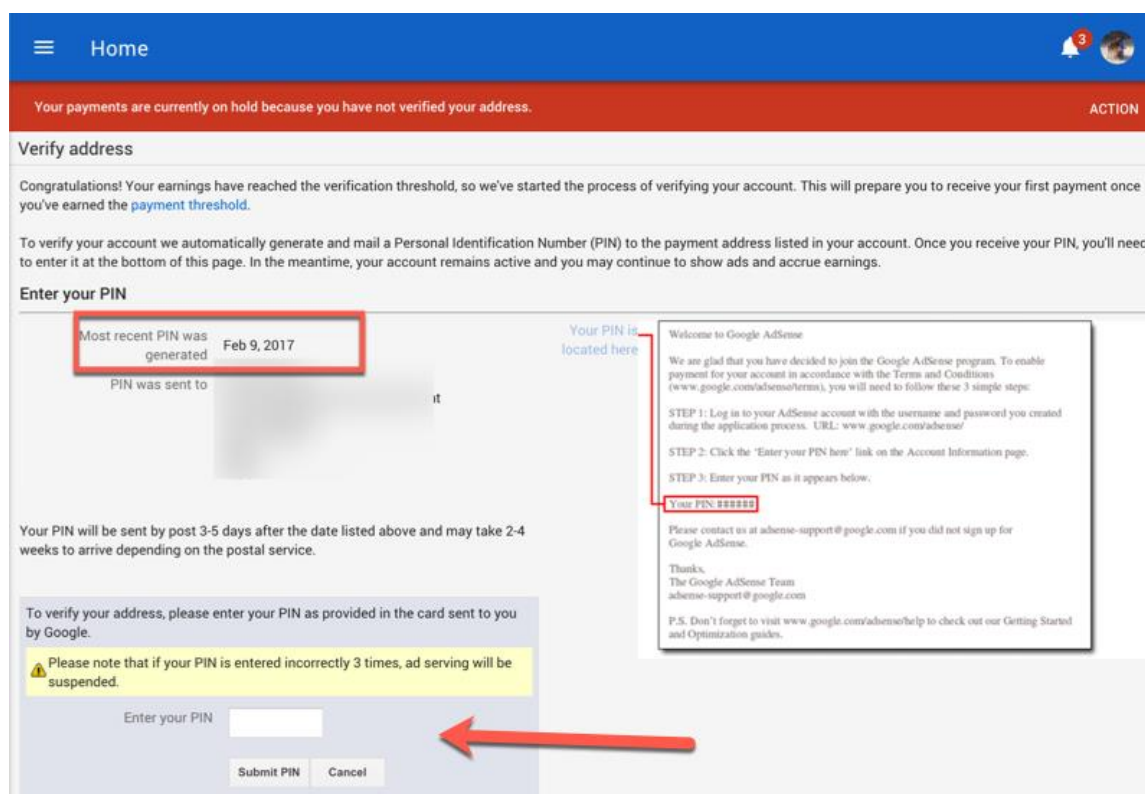 Home
3
Your payments are currently on hold because you have not verified your address.
ACTION
Verify address
Congratulations! Your earnings have reached the verification threshold, so we've started the process of verifying your account. This will prepare you to receive your first payment once
you've earned the payment threshold.
To verify your account we automatically generate and mail a Personal Identification Number (PIN) to the payment address listed in your account. Once you receive your PIN, you'll need
to enter it at the bottom of this page. In the meantime, your account remains active and you may continue to show ads and accrue earnings.
Enter your PIN
Most recent PIN was
generated
Feb 9, 2017
PIN was sent to
Your PIN will be sent by post 3-5 days after the date listed above and may take 2-4
weeks to arrive depending on the postal service.
Your PIN is
located here
Welcome to Google AdSense
We are glad that you have decided to join the Google AdSense program. To enable
payment for your account in accordance with the Terms and Conditions
(www.google.com/adsense/terms), you will need to follow these 3 simple steps:
STEP 1: Log in to your AdSense account with the username and password you created
during the application process. URL: www.google.com/adsense/
STEP 2: Click the 'Enter your PIN here' link on the Account Information page.
STEP 3: Enter your PIN as it appears below.
Your PIN: ######
Please contact us at adsense-support@google.com if you did not sign up for
Google AdSense.
Thanks,
The Google AdSense Team
adsense-support@google.com
P.S. Don't forget to visit www.google.com/adsense/help to check out our Getting Started
and Optimization guides.
To verify your address, please enter your PIN as provided in the card sent to you
by Google.
Please note that if your PIN is entered incorrectly 3 times, ad serving will be
suspended.
Enter your PIN
Submit PIN
Cancel